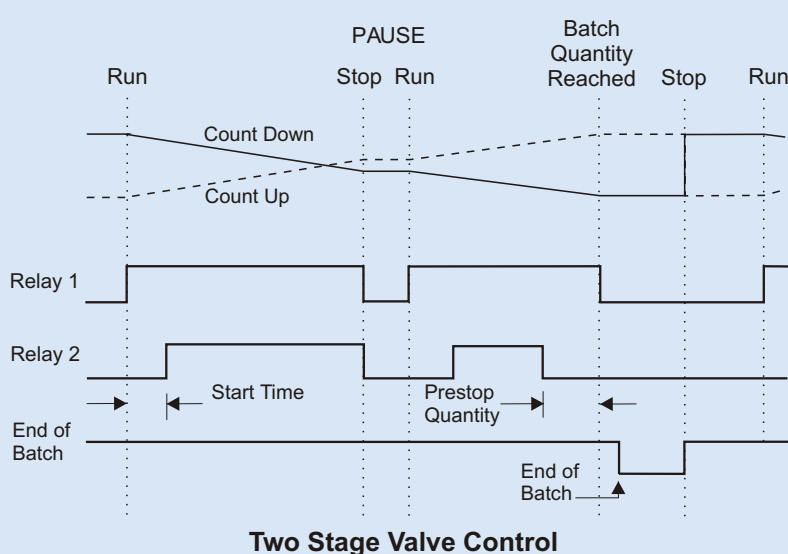 PAUSE
Batch
Quantity
Reached
Run
Stop Run
Stop
Run
Count Down
Count Up
Relay 1
Relay 2
Start Time
Prestop
Quantity
End of
Batch
End of
Batch
Two Stage Valve Control